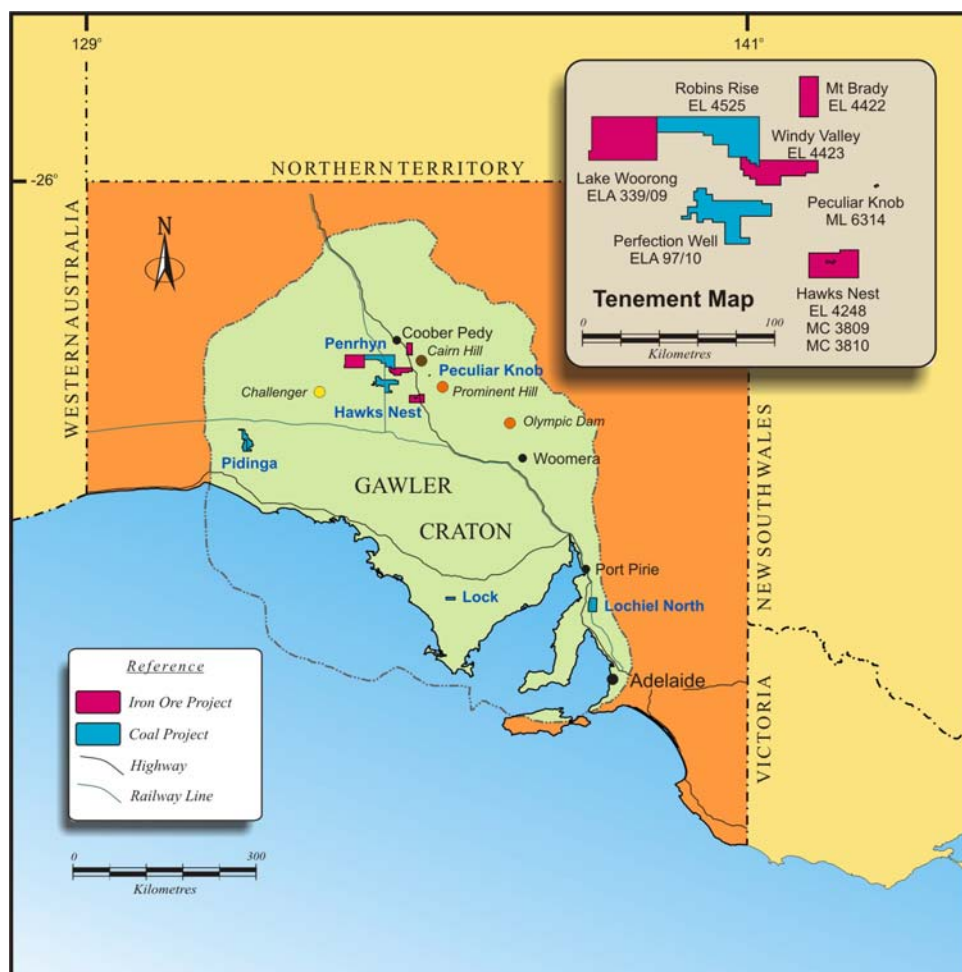 129°
141°
-26°
NORTHERN TERRITORY
WESTERN AUSTRALIA
NEW SOUTH WALES
VICTORIA
N
Robins Rise
EL 4525
Mt Brady
EL 4422
Windy Valley
EL 4423
Lake Woorong
ELA 339/09
Peculiar Knob
ML 6314
Perfection Well
ELA 97/10
Hawks Nest
EL 4248
MC 3809
MC 3810
Tenement Map
0 100
Kilometres
Coober Pedy
Penrhyn
Cairn Hill
Peculiar Knob
Challenger
Prominent Hill
Hawks Nest
Olympic Dam
Pidinga
Woomera
GAWLER
CRATON
Port Pirie
Lock
Lochiel North
Adelaide
Reference
Iron Ore Project
Coal Project
Highway
Railway Line
0 300
Kilometres